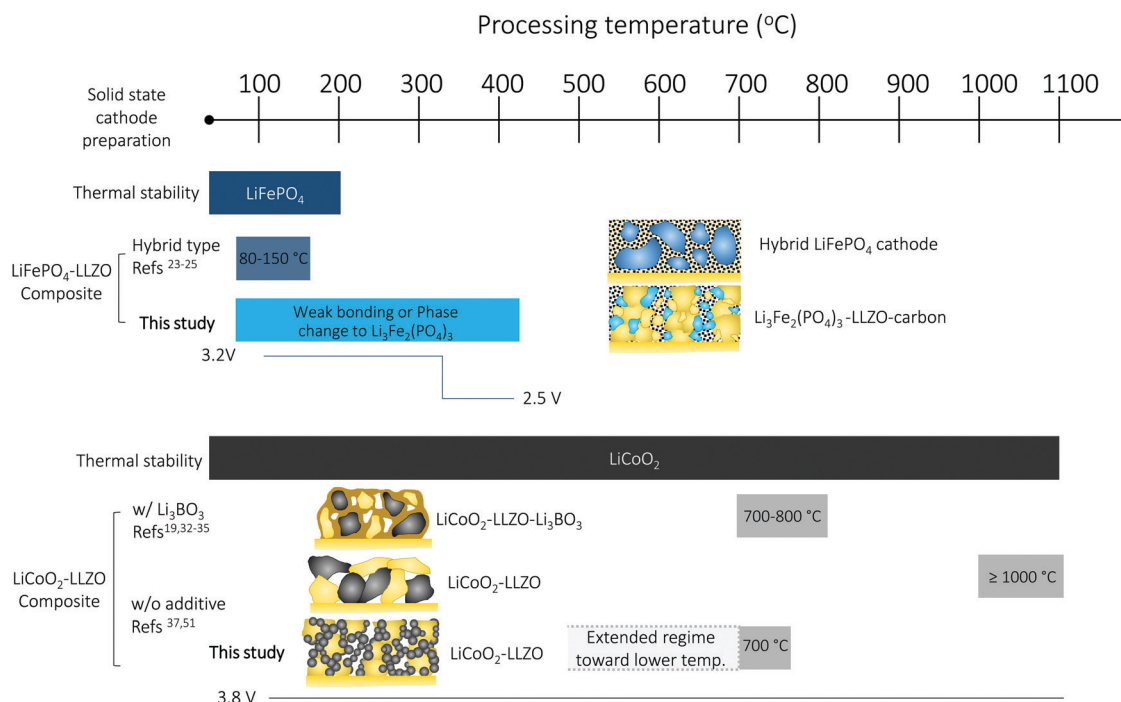 Processing temperature (°C)
Solid state
cathode
preparation
100 200 300 400 500 600 700 800 900 1000 1100
Thermal stability
LiFePO₄
Hybrid type
Refs ²³⁻²⁵
80-150 °C
LiFePO₄-LLZO
Composite
This study
Weak bonding or Phase
change to Li₃Fe₂(PO₄)₃
Hybrid LiFePO₄ cathode
Li₃Fe₂(PO₄)₃-LLZO-carbon
3.2V
2.5 V
Thermal stability
LiCoO₂
w/ Li₃BO₃
Refs¹⁹,³²⁻³⁵
LiCoO₂-LLZO-Li₃BO₃
700-800 °C
LiCoO₂-LLZO
Composite
w/o additive
Refs ³⁷,⁵¹
LiCoO₂-LLZO
≥ 1000 °C
This study
LiCoO₂-LLZO
Extended regime
toward lower temp.
700 °C
3.8 V